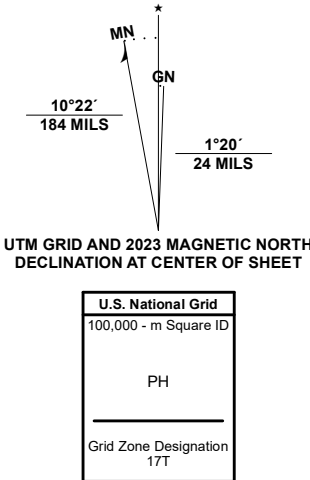 ★
MN
GN
10°22´
184 MILS
1°20´
24 MILS
UTM GRID AND 2023 MAGNETIC NORTH
DECLINATION AT CENTER OF SHEET
U.S. National Grid
100,000 - m Square ID
PH
Grid Zone Designation
17T